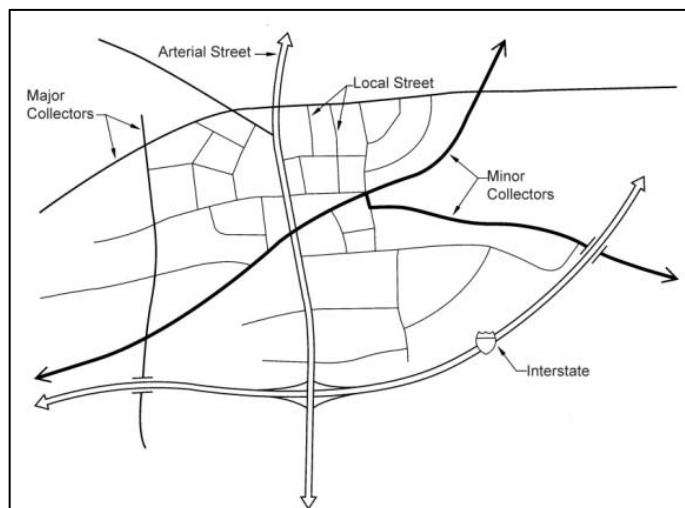 Arterial Street
Local Street
Major
Collectors
Minor
Collectors
Interstate